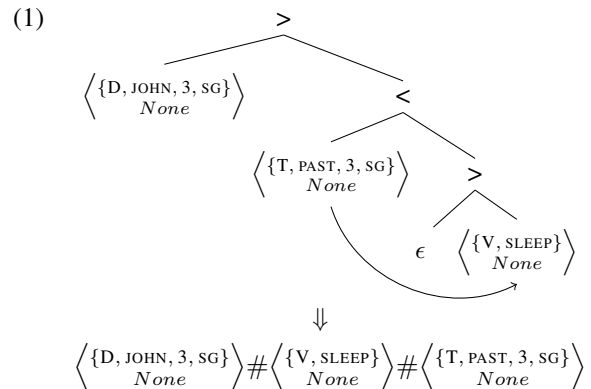 (1)
>
⟨{D, JOHN, 3, SG} None⟩
<
⟨{T, PAST, 3, SG} None⟩
>
ϵ
⟨{V, SLEEP} None⟩
⇓
⟨{D, JOHN, 3, SG} None⟩#⟨{V, SLEEP} None⟩#⟨{T, PAST, 3, SG} None⟩